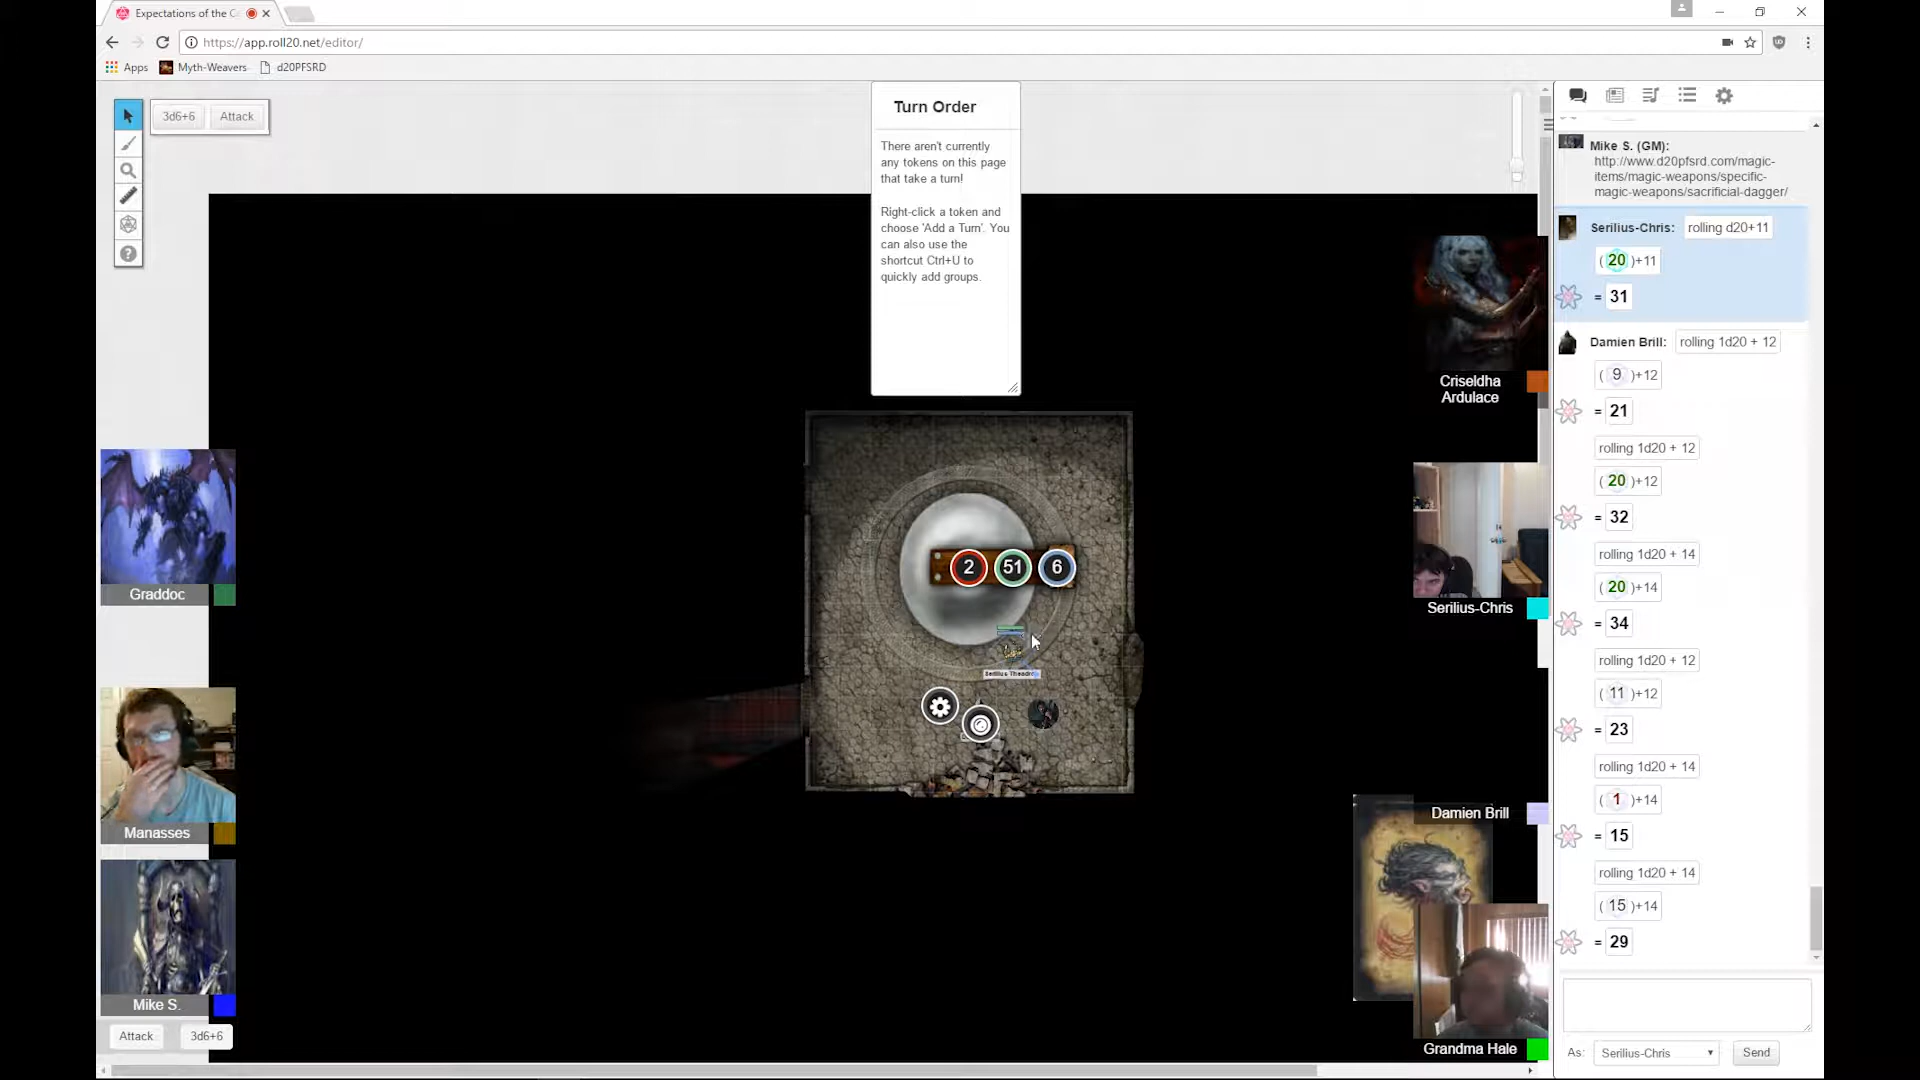 Expectations of the C
https://app.roll20.net/editor/
Apps
Myth-Weavers
d20PFSRD
3d6+6
Attack
Turn Order
There aren't currently
any tokens on this page
that take a turn!
Right-click a token and
choose 'Add a Turn'. You
can also use the
shortcut Ctrl+U to
quickly add groups.
2
51
6
Graddoc
Manasses
Mike S.
Attack
3d6+6
Criseldha
Ardulace
Serilius-Chris
Damien Brill
Grandma Hale
Mike S. (GM):
http://www.d20pfsrd.com/magic-
items/magic-weapons/specific-
magic-weapons/sacrificial-dagger/
Serilius-Chris: rolling d20+11
(20)+11
= 31
Damien Brill: rolling 1d20 + 12
(9)+12
= 21
rolling 1d20 + 12
(20)+12
= 32
rolling 1d20 + 14
(20)+14
= 34
rolling 1d20 + 12
(11)+12
= 23
rolling 1d20 + 14
(1)+14
= 15
rolling 1d20 + 14
(15)+14
= 29
As: Serilius-Chris
Send